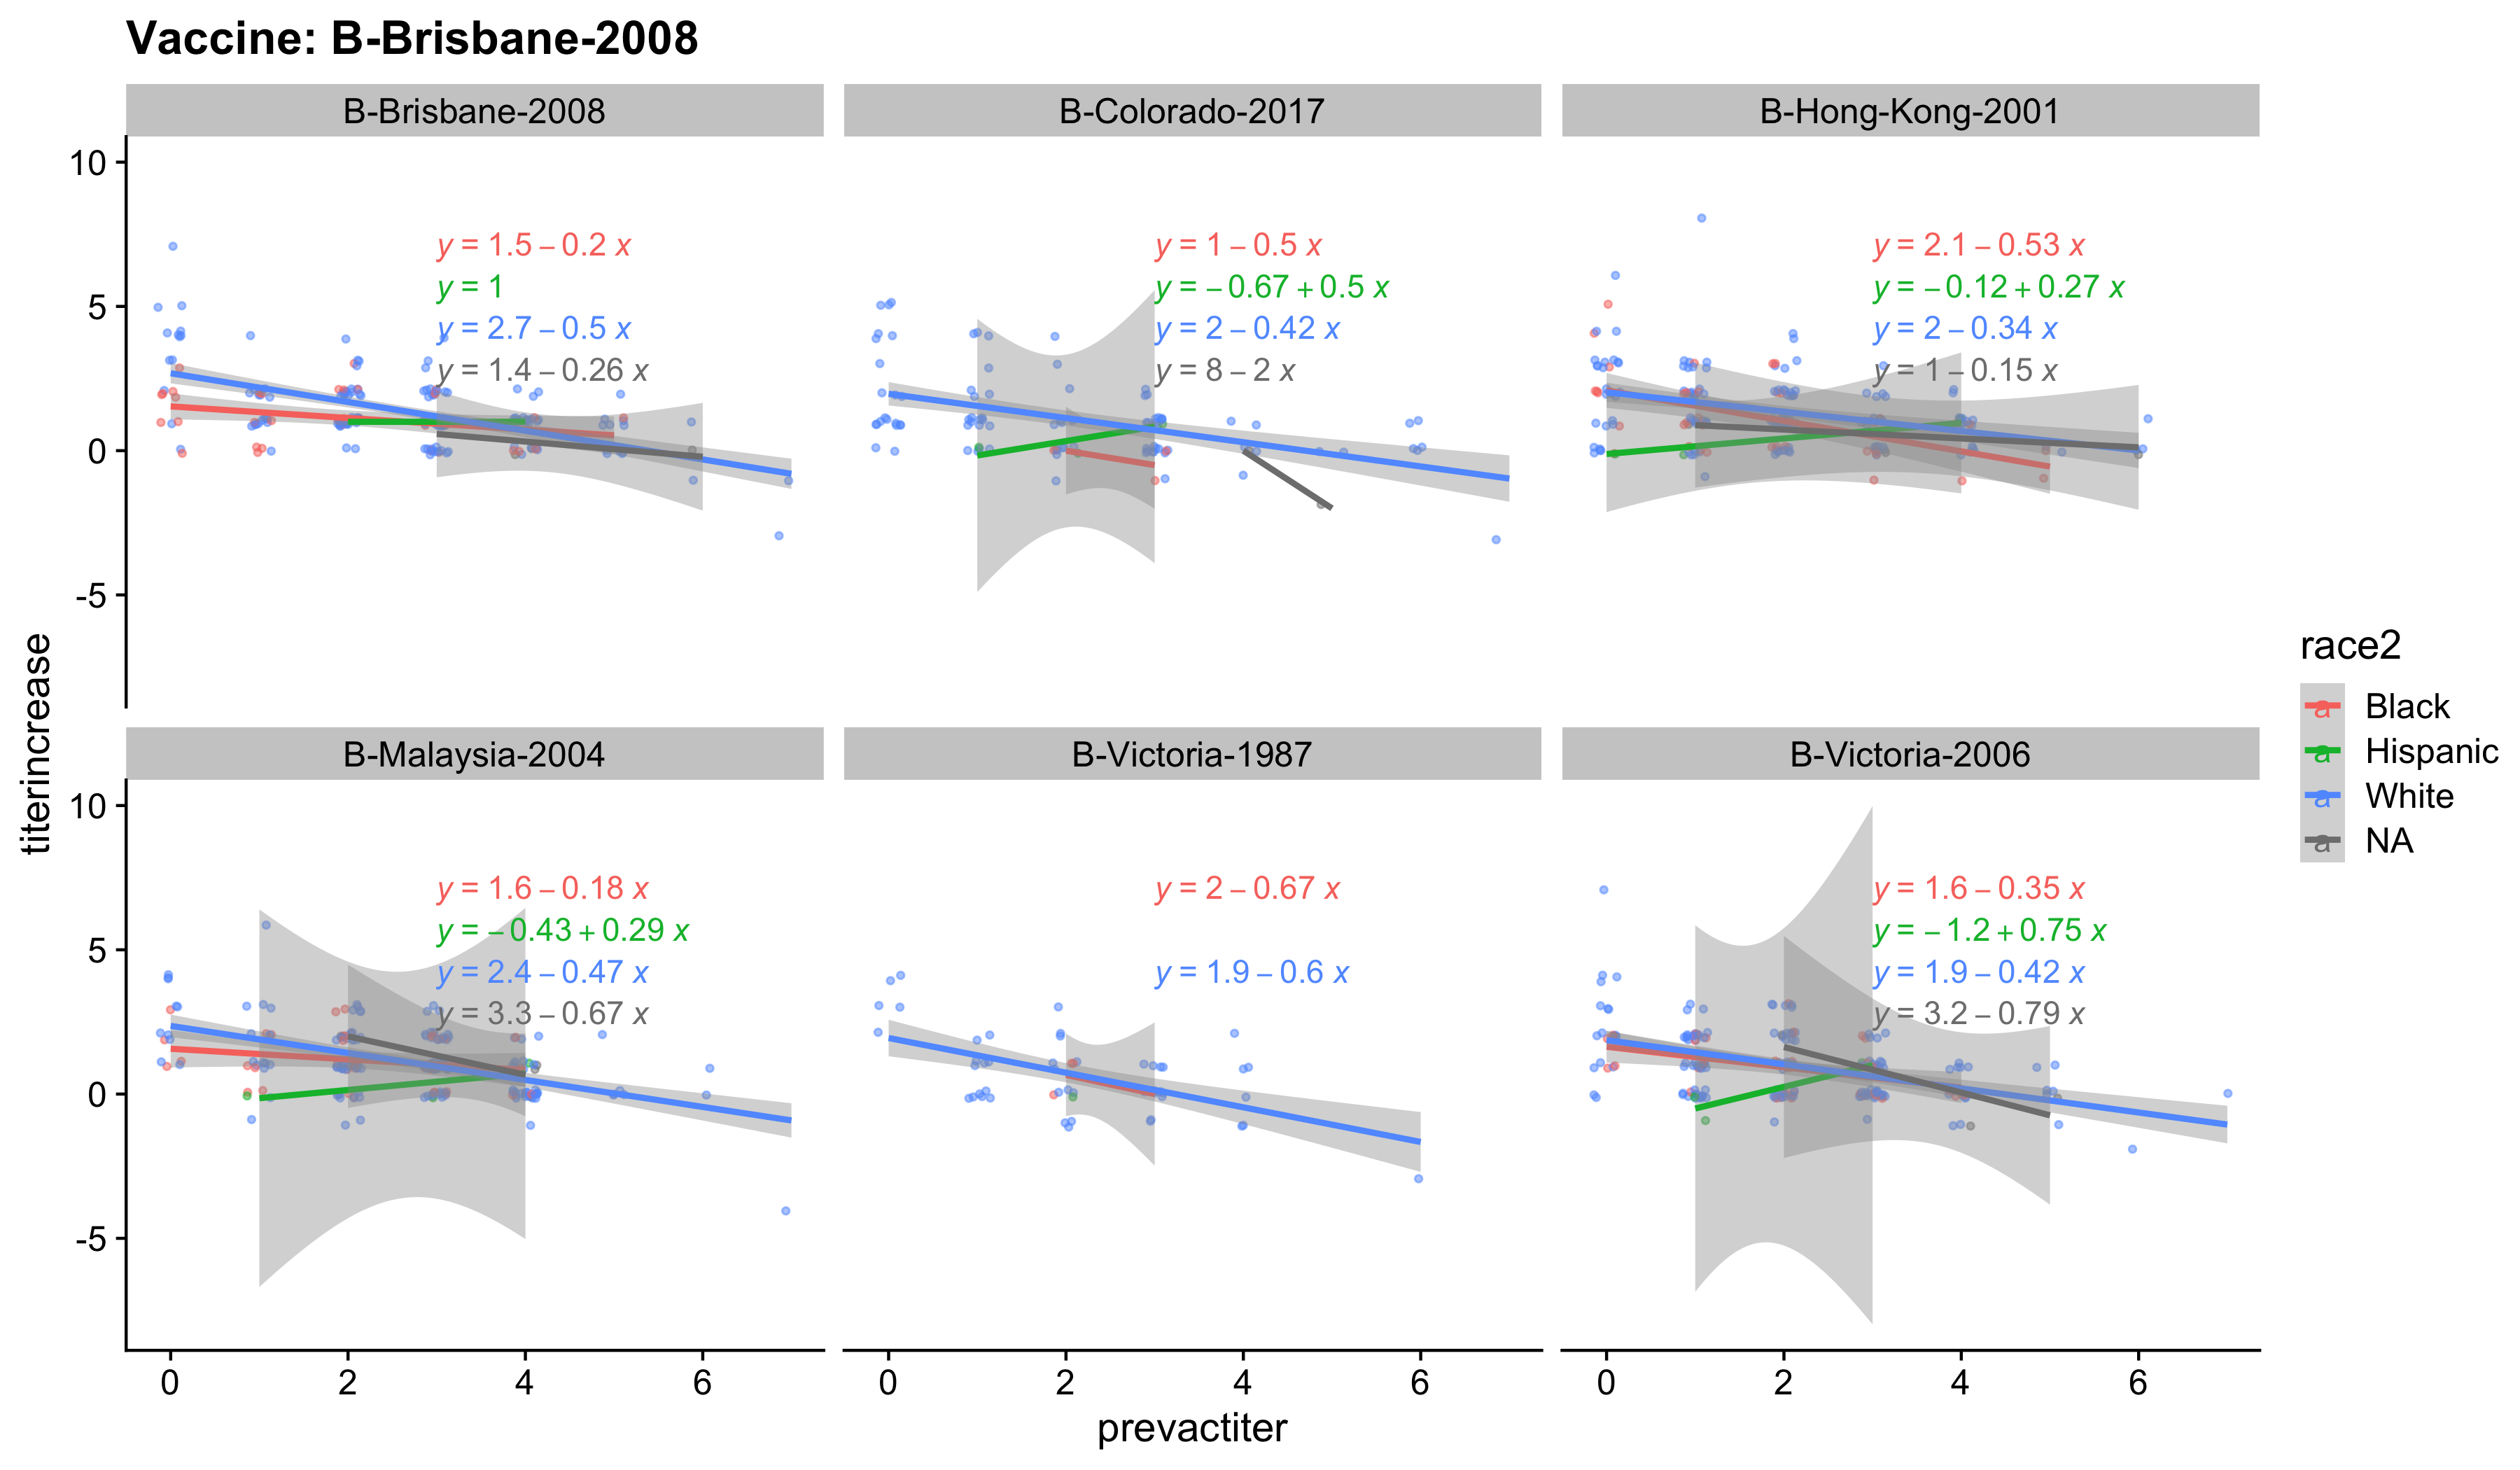 Vaccine: B-Brisbane-2008
B-Brisbane-2008
B-Colorado-2017
B-Hong-Kong-2001
10
5
0
-5
y = 1.5 – 0.2 x
y = 1
y = 2.7 – 0.5 x
y = 1.4 – 0.26 x
y = 1 – 0.5 x
y = – 0.67 + 0.5 x
y = 2 – 0.42 x
y = 8 – 2 x
y = 2.1 – 0.53 x
y = – 0.12 + 0.27 x
y = 2 – 0.34 x
y = 1 – 0.15 x
titerincrease
B-Malaysia-2004
B-Victoria-1987
B-Victoria-2006
10
5
0
-5
y = 1.6 – 0.18 x
y = – 0.43 + 0.29 x
y = 2.4 – 0.47 x
y = 3.3 – 0.67 x
y = 2 – 0.67 x
y = 1.9 – 0.6 x
y = 1.6 – 0.35 x
y = – 1.2 + 0.75 x
y = 1.9 – 0.42 x
y = 3.2 – 0.79 x
0 2 4 6
0 2 4 6
0 2 4 6
prevactiter
race2
a Black
a Hispanic
a White
a NA